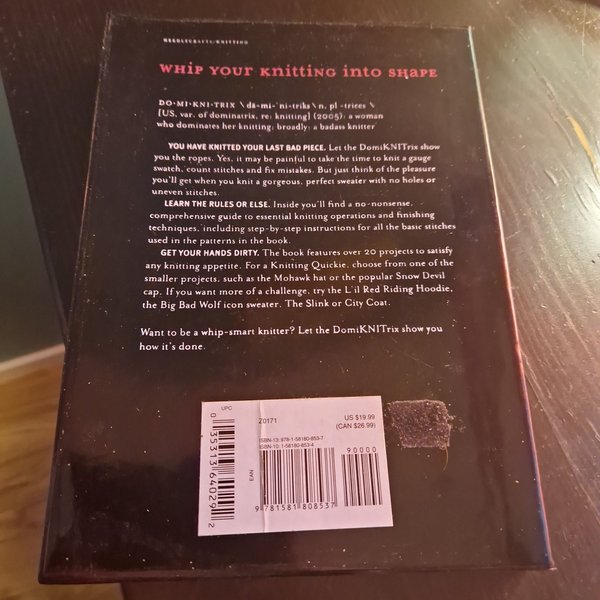 NEEDLECRAFTS/KNITTING
WHIP YOUR KNITTING INTO SHAPE
DO·MI·KNI·TRIX \ dä-mi-'ni-triks \ n, pl -trices \
[US, var. of dominatrix, re: knitting] (2005): a woman
who dominates her knitting; broadly: a badass knitter
YOU HAVE KNITTED YOUR LAST BAD PIECE. Let the DomiKNITrix show
you the ropes. Yes, it may be painful to take the time to knit a gauge
swatch, count stitches and fix mistakes. But just think of the pleasure
you'll get when you knit a gorgeous, perfect sweater with no holes or
uneven stitches.
LEARN THE RULES OR ELSE. Inside you'll find a no-nonsense,
comprehensive guide to essential knitting operations and finishing
techniques, including step-by-step instructions for all the basic stitches
used in the patterns in the book.
GET YOUR HANDS DIRTY. The book features over 20 projects to satisfy
any knitting appetite. For a Knitting Quickie, choose from one of the
smaller projects, such as the Mohawk hat or the popular Snow Devil
cap. If you want more of a challenge, try the L'il Red Riding Hoodie,
the Big Bad Wolf icon sweater, The Slink or City Coat.
Want to be a whip-smart knitter? Let the DomiKNITrix show you
how it's done.
UPC
0 35313 64029 2
EAN
Z0171
US $19.99
(CAN $26.99)
ISBN-13: 978-1-58180-853-7
ISBN-10: 1-58180-853-4
90000
9 781581 808537